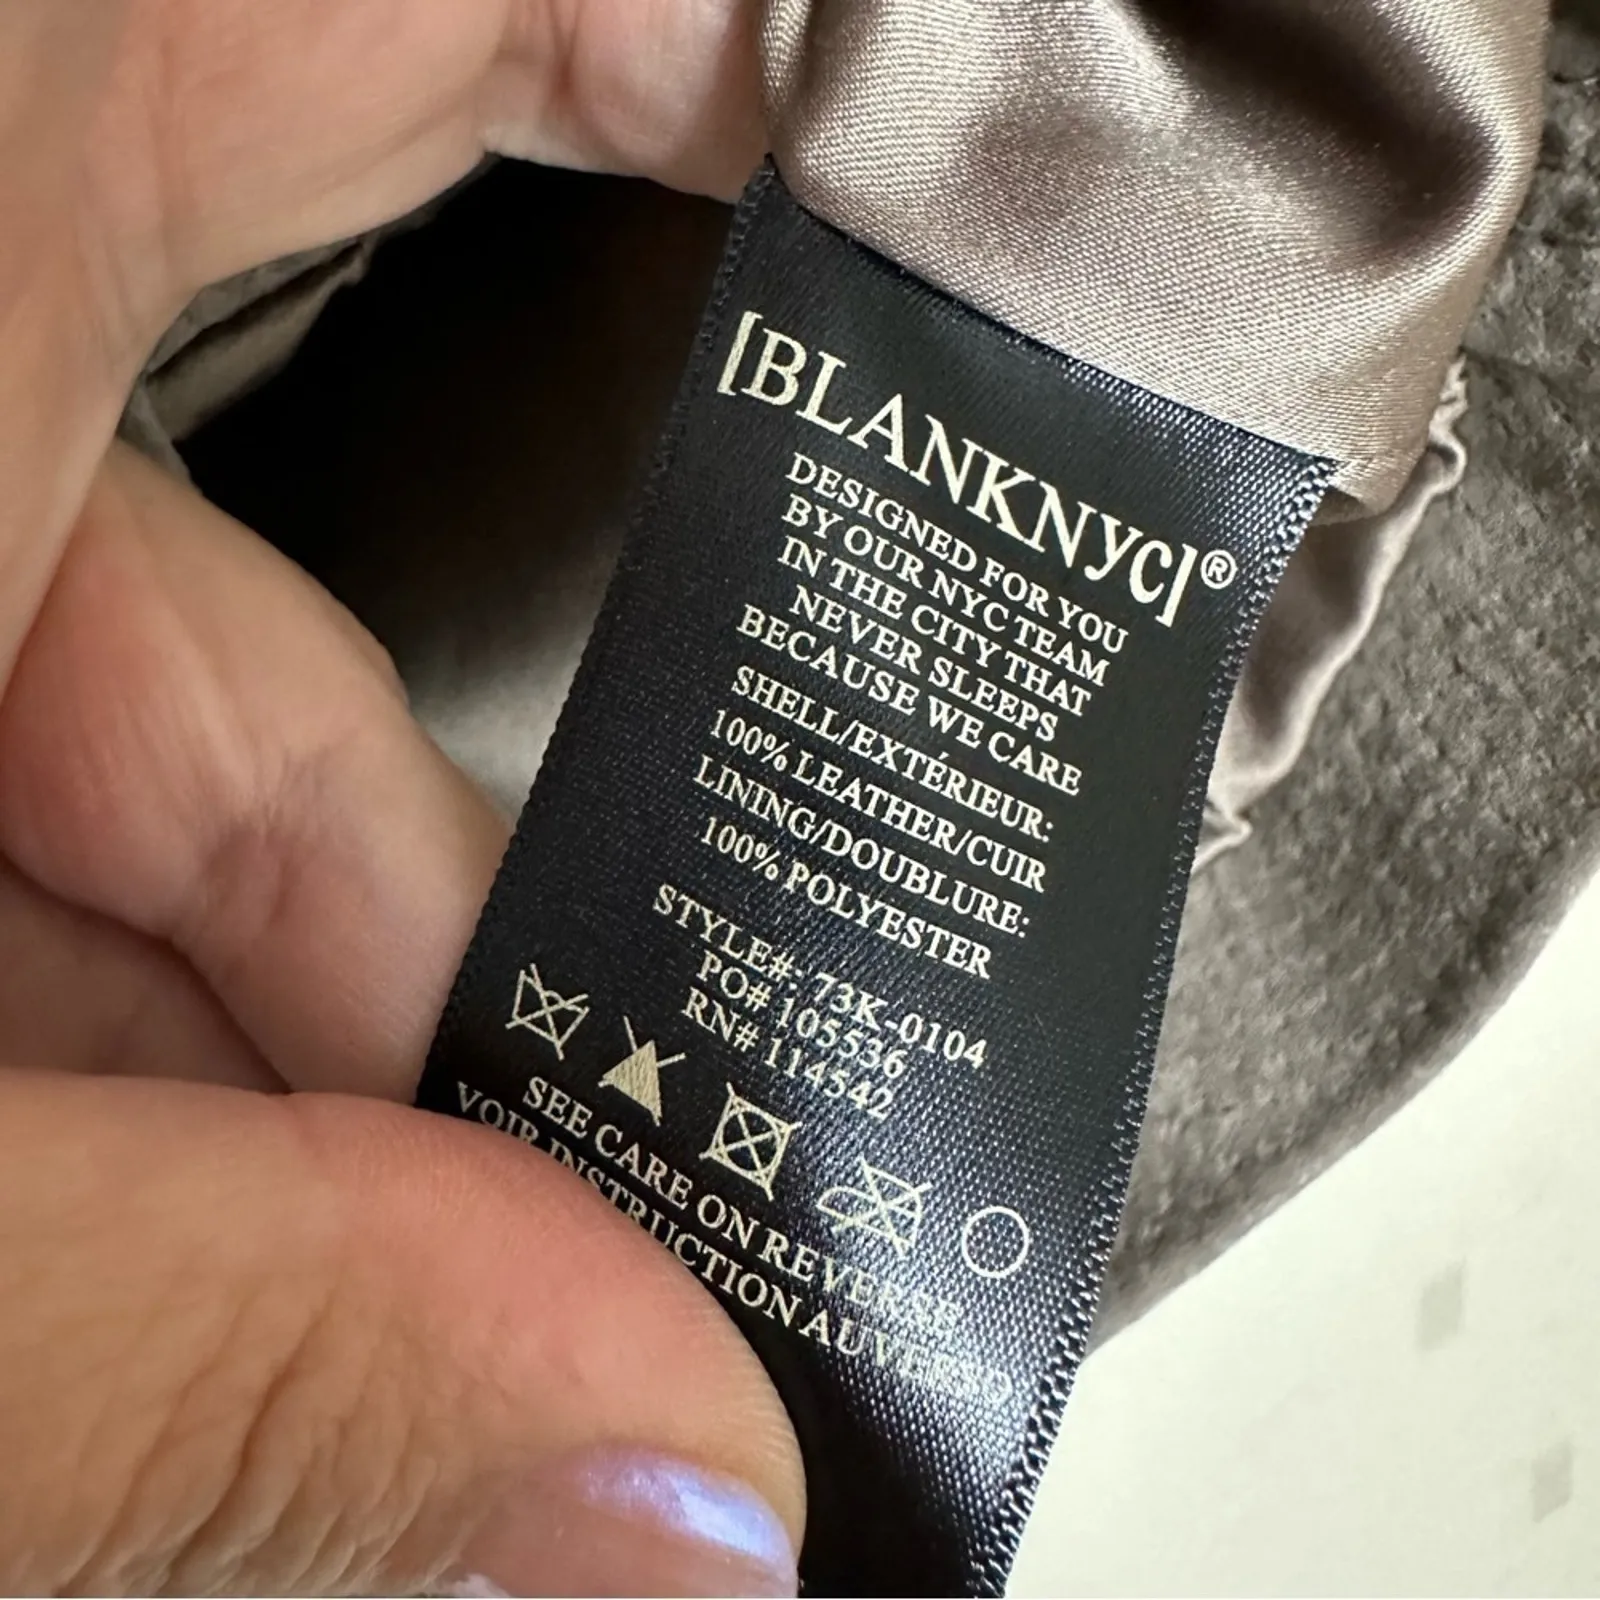 [BLANKNYC]®
DESIGNED FOR YOU
BY OUR NYC TEAM
IN THE CITY THAT
NEVER SLEEPS
BECAUSE WE CARE
SHELL/EXTÉRIEUR:
100% LEATHER/CUIR
LINING/DOUBLURE:
100% POLYESTER
STYLE#: 73K-0104
PO# 105536
RN# 114542
SEE CARE ON REVERSE
VOIR INSTRUCTION AUVERSO